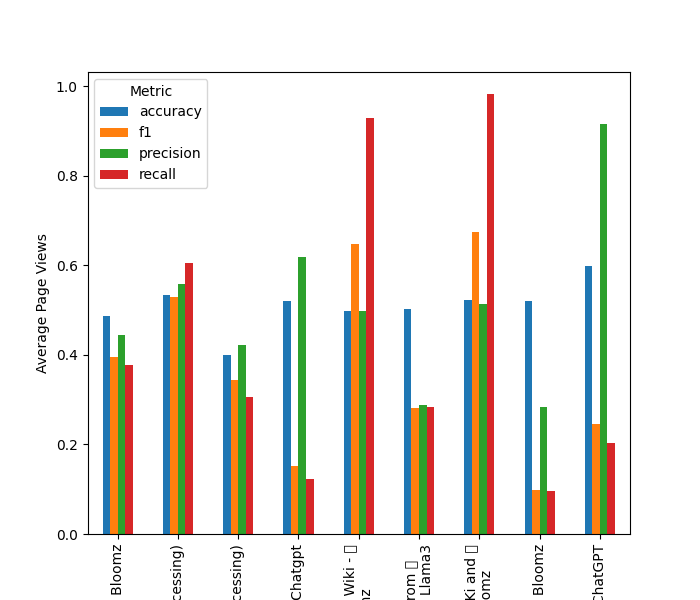 Metric
accuracy
f1
precision
recall
Average Page Views
1.0
0.8
0.6
0.4
0.2
0.0
Bloomz
cessing)
cessing)
Chatgpt
Wiki -
rom
Llama3
Ki and
omz
Bloomz
ChatGPT